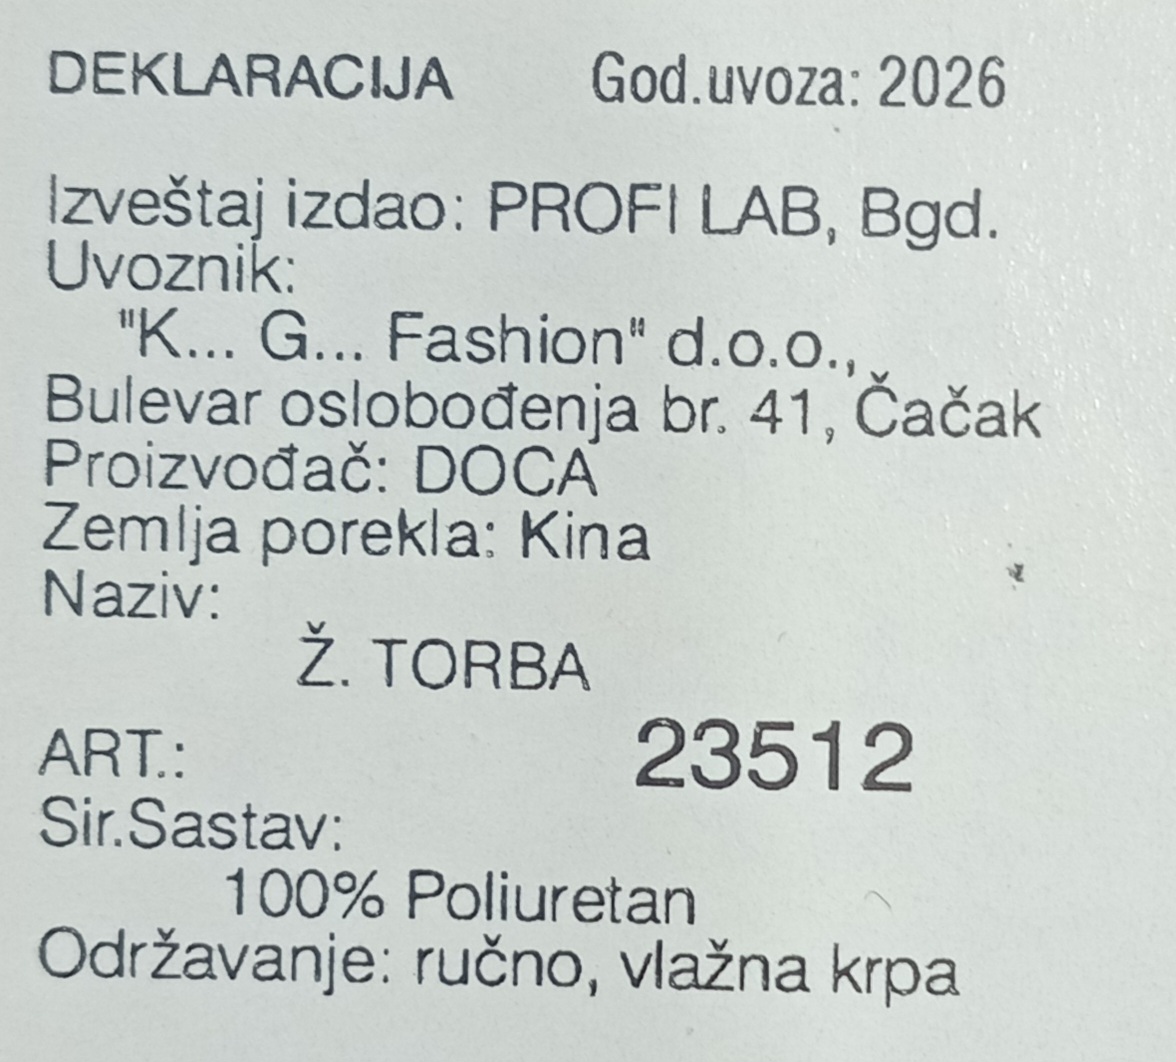 DEKLARACIJA God.uvoza: 2026
Izveštaj izdao: PROFI LAB, Bgd.
Uvoznik:
"K... G... Fashion" d.o.o.,
Bulevar oslobođenja br. 41, Čačak
Proizvođač: DOCA
Zemlja porekla: Kina
Naziv:
Ž. TORBA
ART.: 23512
Sir.Sastav:
100% Poliuretan
Održavanje: ručno, vlažna krpa